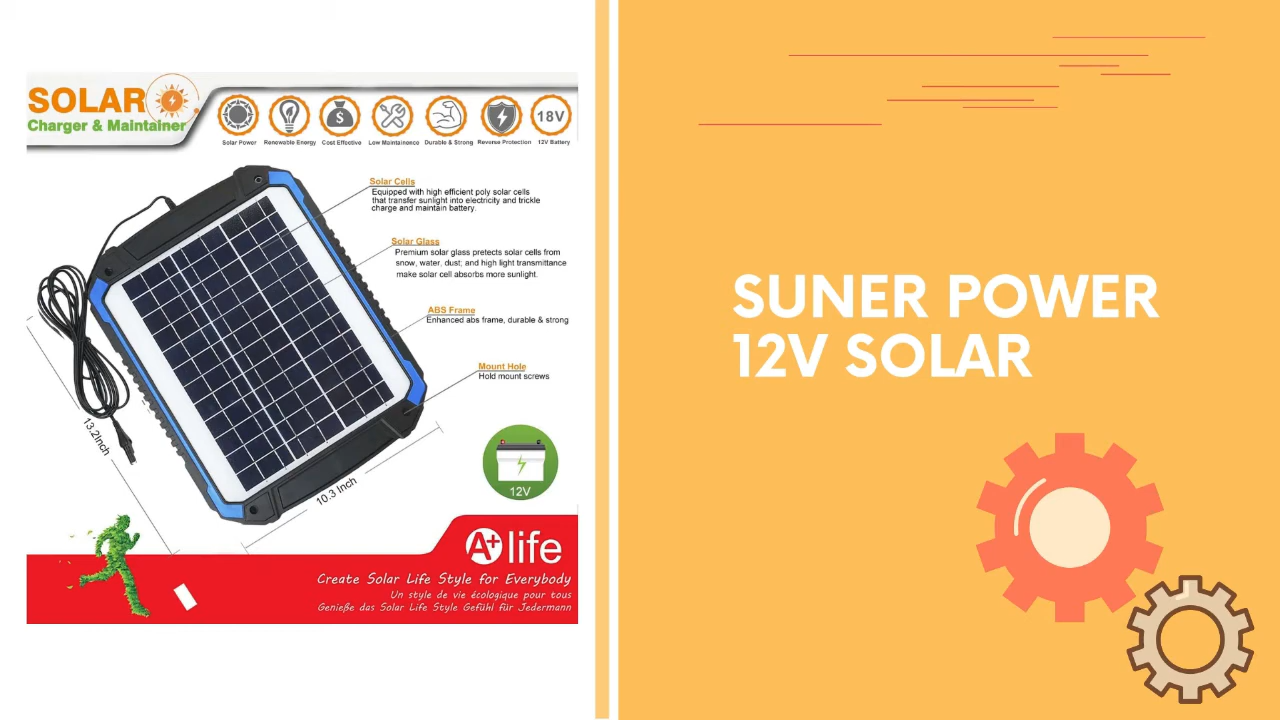 SOLAR
Charger & Maintainer
Solar Power
Renewable Energy
Cost Effective
Low Maintainence
Durable & Strong
Reverse Protection
18V
12V Battery
Solar Cells
Equipped with high efficient poly solar cells
that transfer sunlight into electricity and trickle
charge and maintain battery.
Solar Glass
Premium solar glass pretects solar cells from
snow, water, dust; and high light transmittance
make solar cell absorbs more sunlight.
ABS Frame
Enhanced abs frame, durable & strong
Mount Hole
Hold mount screws
13.2Inch
10.3 Inch
12V
A+ life
Create Solar Life Style for Everybody
Un style de vie écologique pour tous
Genieße das Solar Life Style Gefühl für Jedermann
SUNER POWER
12V SOLAR